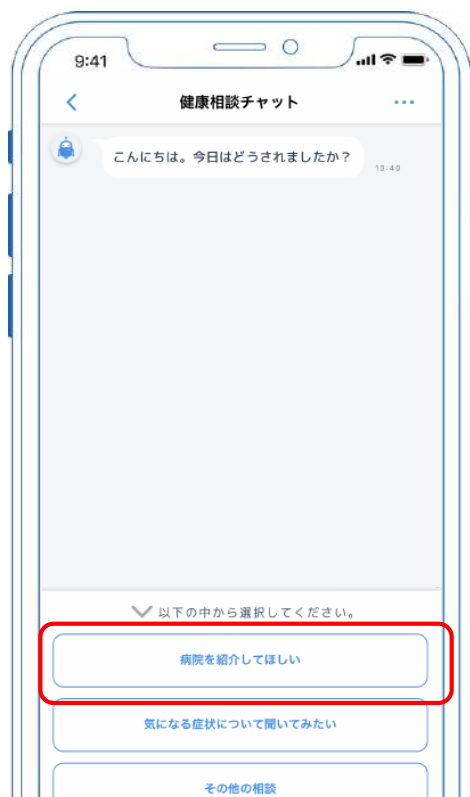 9:41
健康相談チャット
こんにちは。今日はどうされましたか？
13:40
以下の中から選択してください。
病院を紹介してほしい
気になる症状について聞いてみたい
その他の相談